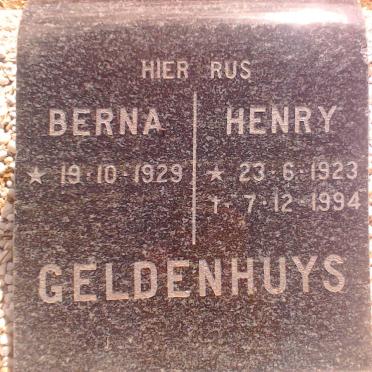 HIER RUS
BERNA HENRY
★ 19·10·1929 ★ 23·6·1923
† 7·12·1994
GELDENHUYS